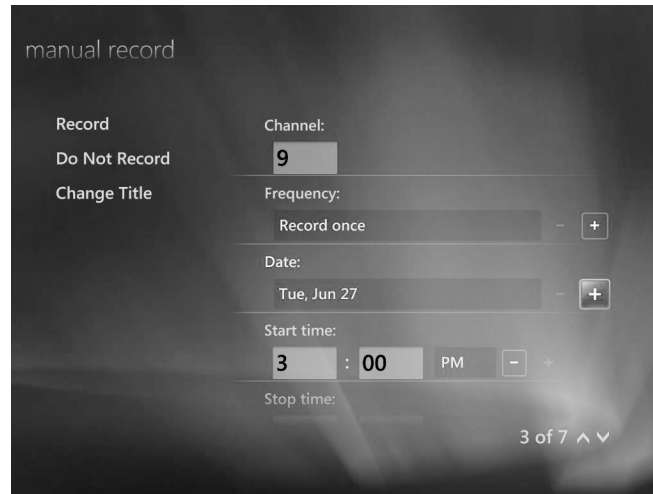 manual record
Record
Do Not Record
Change Title
Channel:
9
Frequency:
Record once - +
Date:
Tue, Jun 27 - +
Start time:
3 : 00 PM - +
Stop time:
3 of 7